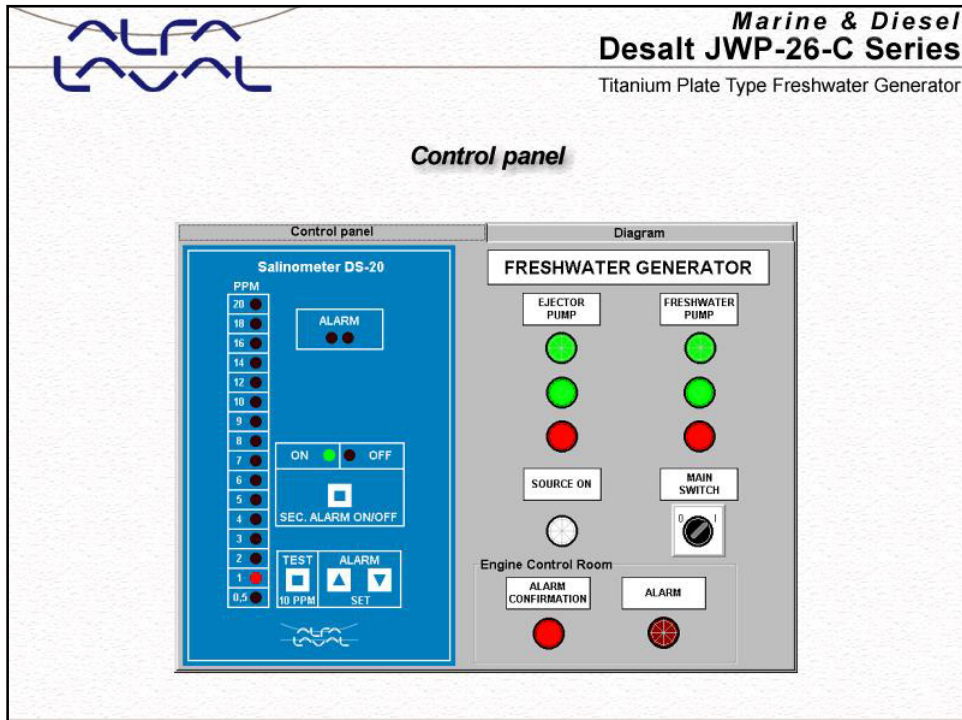 ALFA
LAVAL
Marine & Diesel
Desalt JWP-26-C Series
Titanium Plate Type Freshwater Generator
Control panel
Control panel
Diagram
Salinometer DS-20
PPM
20
18
16
14
12
10
9
8
7
6
5
4
3
2
1
0,5
ALARM
ON
OFF
SEC. ALARM ON/OFF
TEST
10 PPM
ALARM
SET
ALFA
LAVAL
FRESHWATER GENERATOR
EJECTOR
PUMP
FRESHWATER
PUMP
SOURCE ON
MAIN
SWITCH
0 I
Engine Control Room
ALARM
CONFIRMATION
ALARM